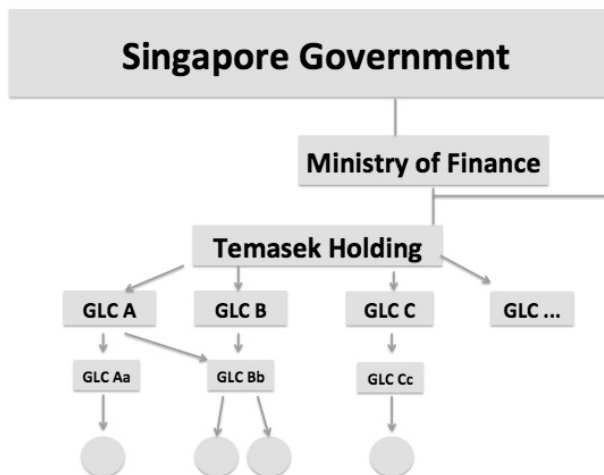 Singapore Government
Ministry of Finance
Temasek Holding
GLC A
GLC B
GLC C
GLC ...
GLC Aa
GLC Bb
GLC Cc